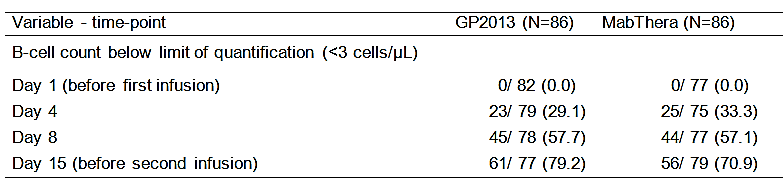 Variable - time-point GP2013 (N=86) MabThera (N=86)
B-cell count below limit of quantification (<3 cells/µL)
Day 1 (before first infusion) 0/ 82 (0.0) 0/ 77 (0.0)
Day 4 23/ 79 (29.1) 25/ 75 (33.3)
Day 8 45/ 78 (57.7) 44/ 77 (57.1)
Day 15 (before second infusion) 61/ 77 (79.2) 56/ 79 (70.9)